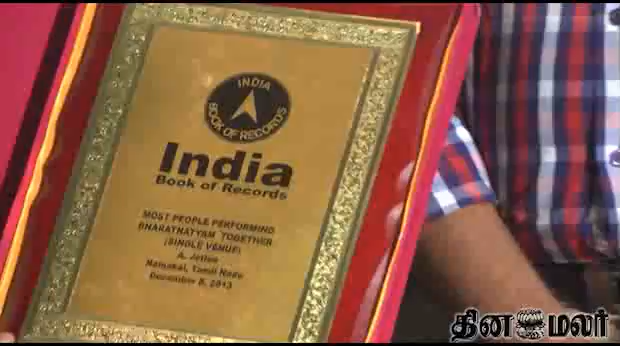 INDIA
BOOK OF RECORDS
India
Book of Records
MOST PEOPLE PERFORMING
BHARATNATYAM TOGETHER
(SINGLE VENUE)
Namakal, Tamil Nadu
December 8, 2013
தினமலர்